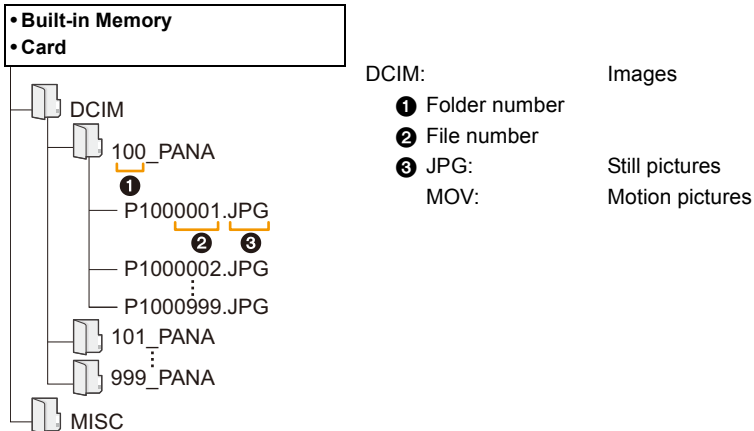 • Built-in Memory
• Card
DCIM
100_PANA
1
P1000001.JPG
2 3
P1000002.JPG
P1000999.JPG
101_PANA
999_PANA
MISC
DCIM: Images
1 Folder number
2 File number
3 JPG: Still pictures
MOV: Motion pictures